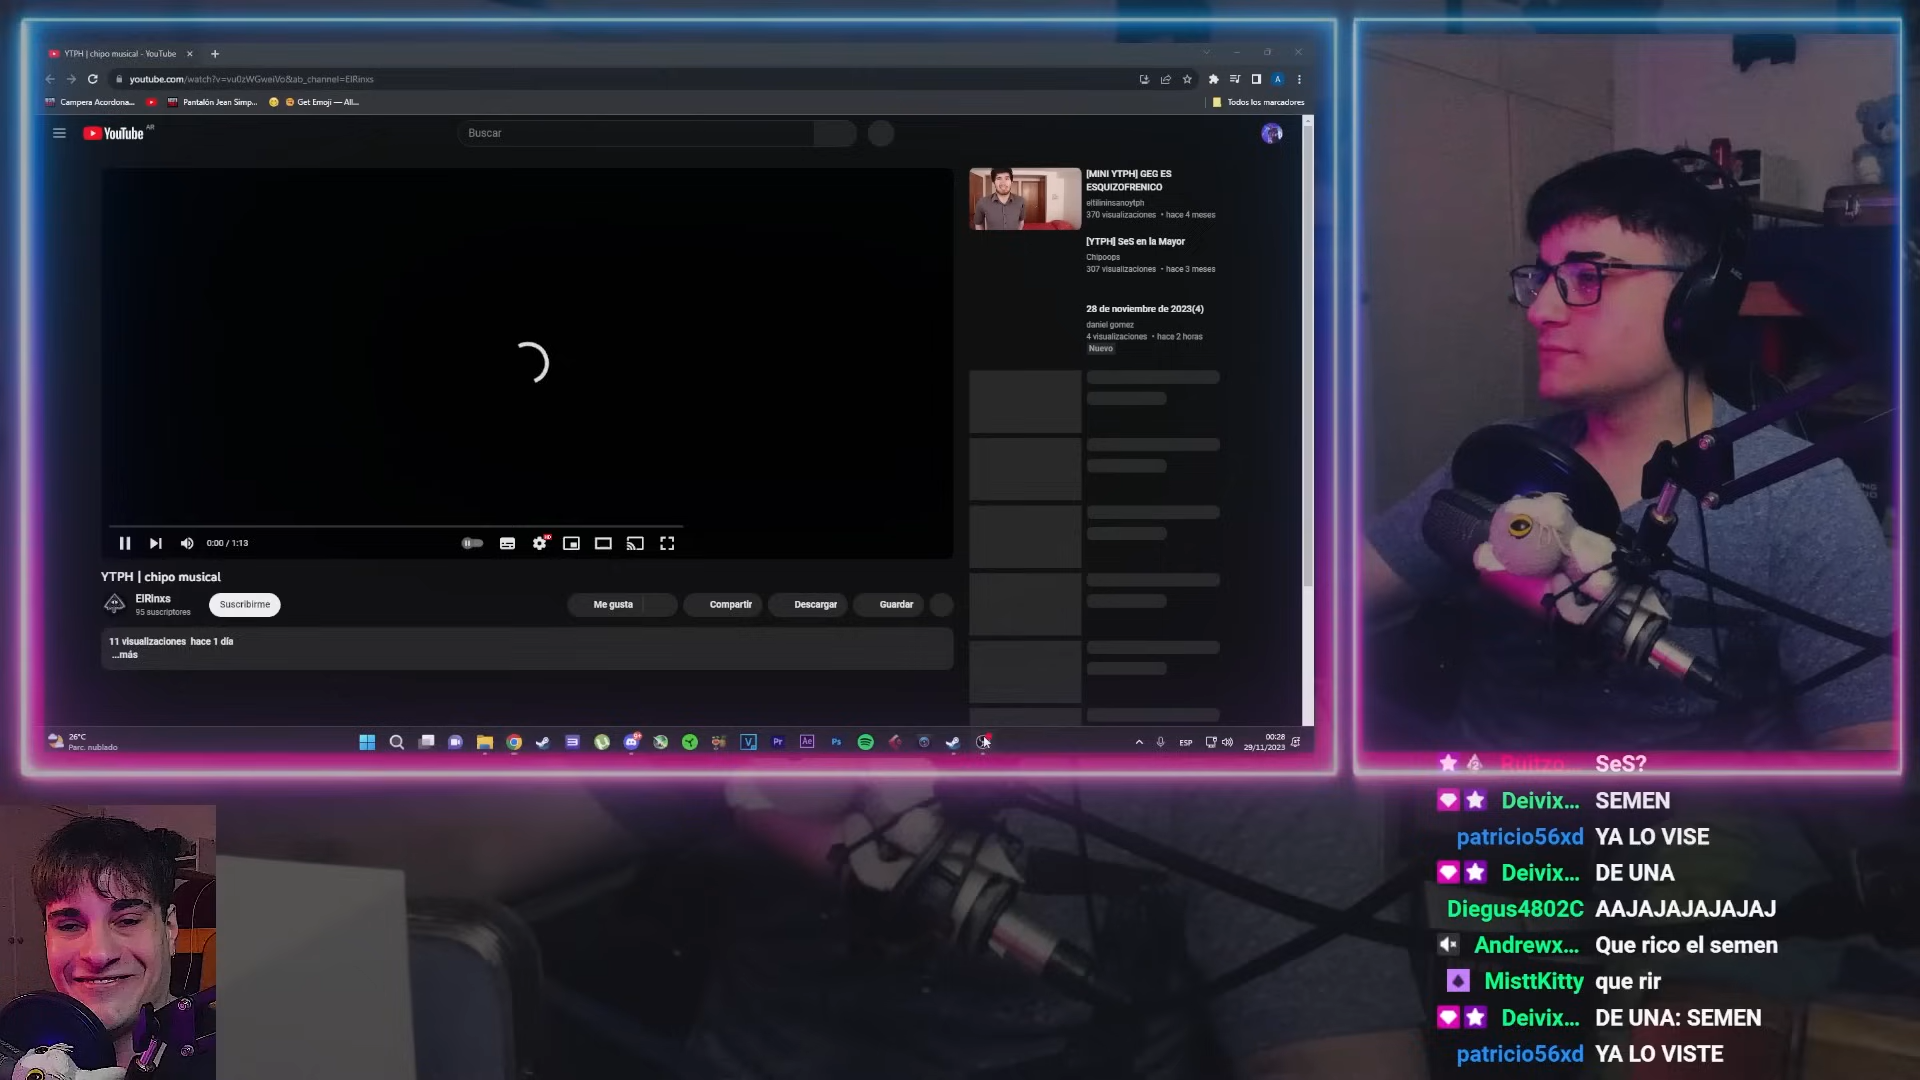 YTPH | chipo musical - YouTube
youtube.com/watch?v=vu0zWGweiVo&ab_channel=ElRinxs
A
Campera Acordona...
Pantalón Jean Simp...
Get Emoji — All...
Todos los marcadores
YouTube AR
Buscar
[MINI YTPH] GEG ES
ESQUIZOFRENICO
eltilininsanoytph
370 visualizaciones • hace 4 meses
[YTPH] SeS en la Mayor
Chipoops
307 visualizaciones • hace 3 meses
28 de noviembre de 2023(4)
daniel gomez
4 visualizaciones • hace 2 horas
Nuevo
0:00 / 1:13
YTPH | chipo musical
ElRinxs
95 suscriptores
Suscribirme
Me gusta
Compartir
Descargar
Guardar
11 visualizaciones hace 1 día
...más
26°C
Parc. nublado
V
Pr
Ae
Ps
ESP
00:28
29/11/2023
SeS?
Deivix... SEMEN
patricio56xd YA LO VISE
Deivix... DE UNA
Diegus4802C AAJAJAJAJAJAJ
Andrewx... Que rico el semen
MisttKitty que rir
Deivix... DE UNA: SEMEN
patricio56xd YA LO VISTE